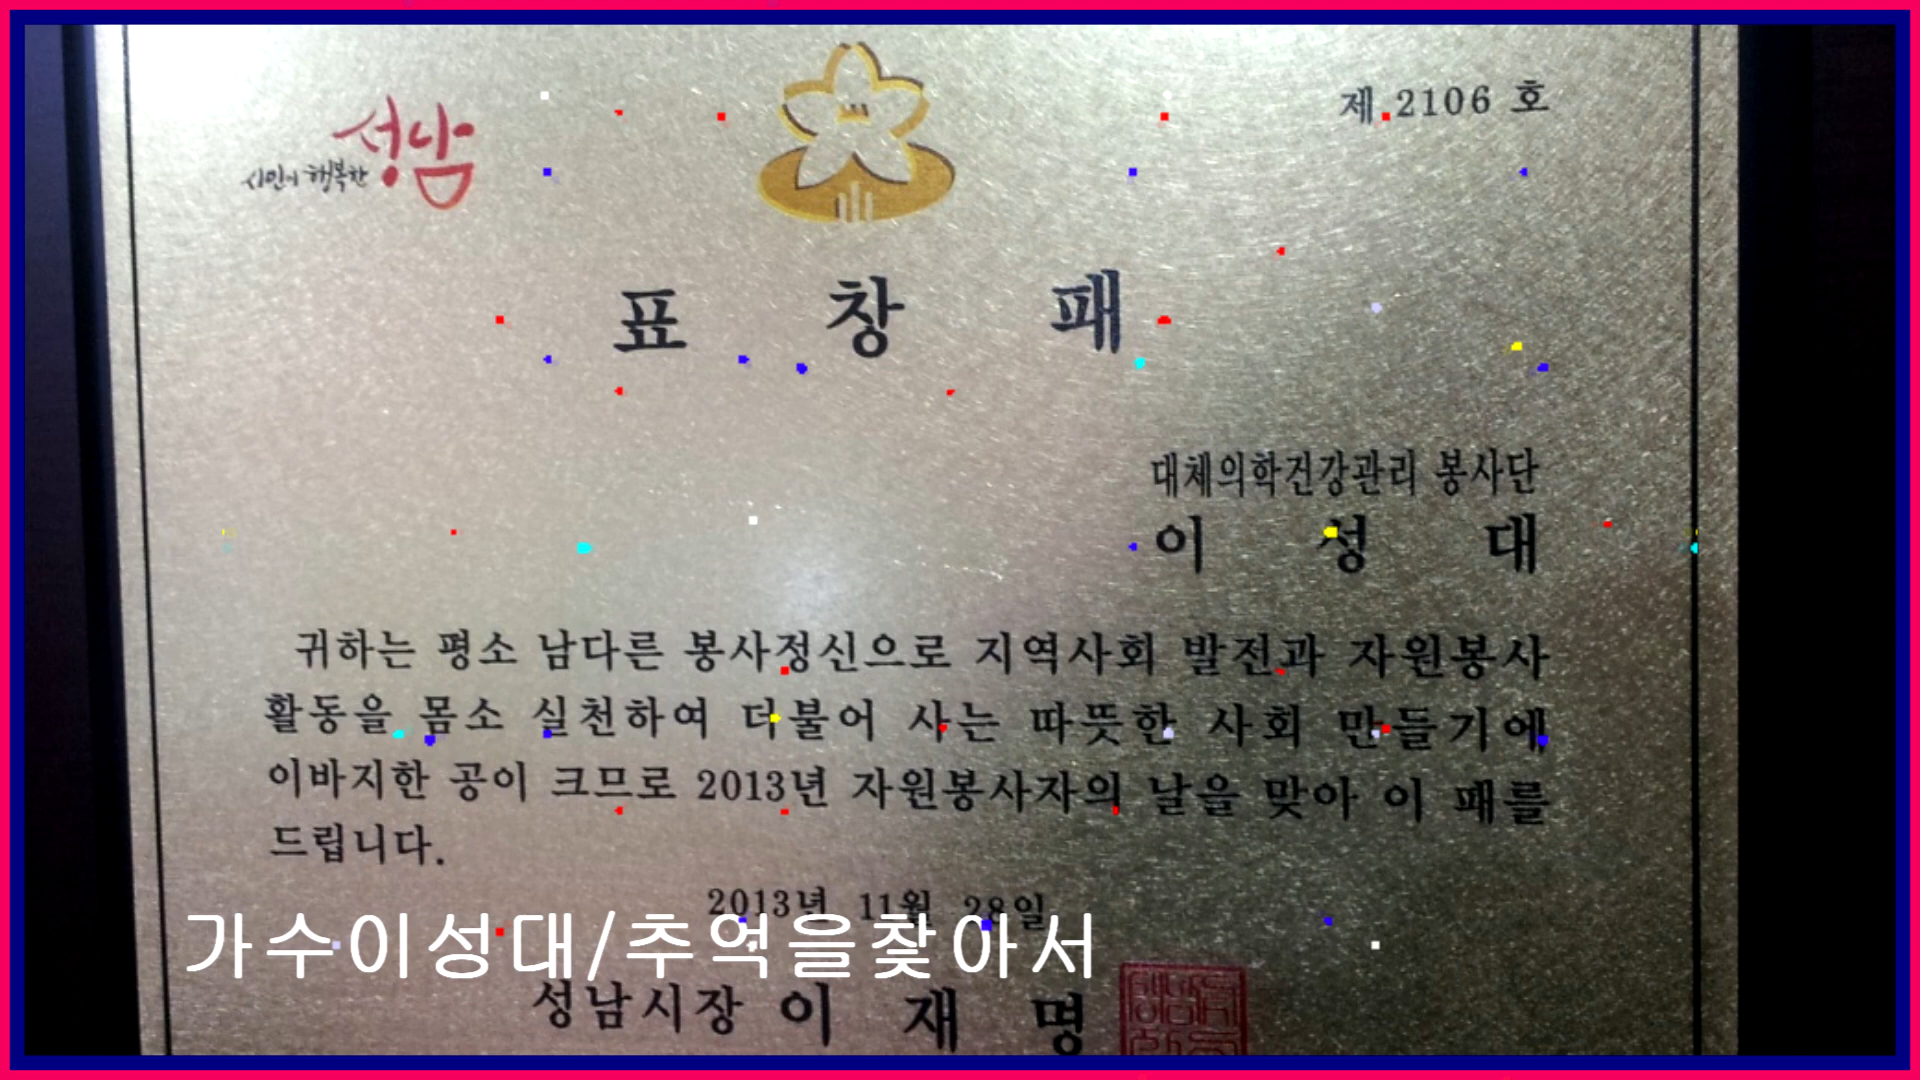 제 2106 호
성남
시민이 행복한
표 창 패
대체의학건강관리 봉사단
이 성 대
귀하는 평소 남다른 봉사정신으로 지역사회 발전과 자원봉사
활동을 몸소 실천하여 더불어 사는 따뜻한 사회 만들기에
이바지한 공이 크므로 2013년 자원봉사자의 날을 맞아 이 패를
드립니다.
2013년 11월 28일
가수이성대/추억을찿아서
성남시장 이 재 명